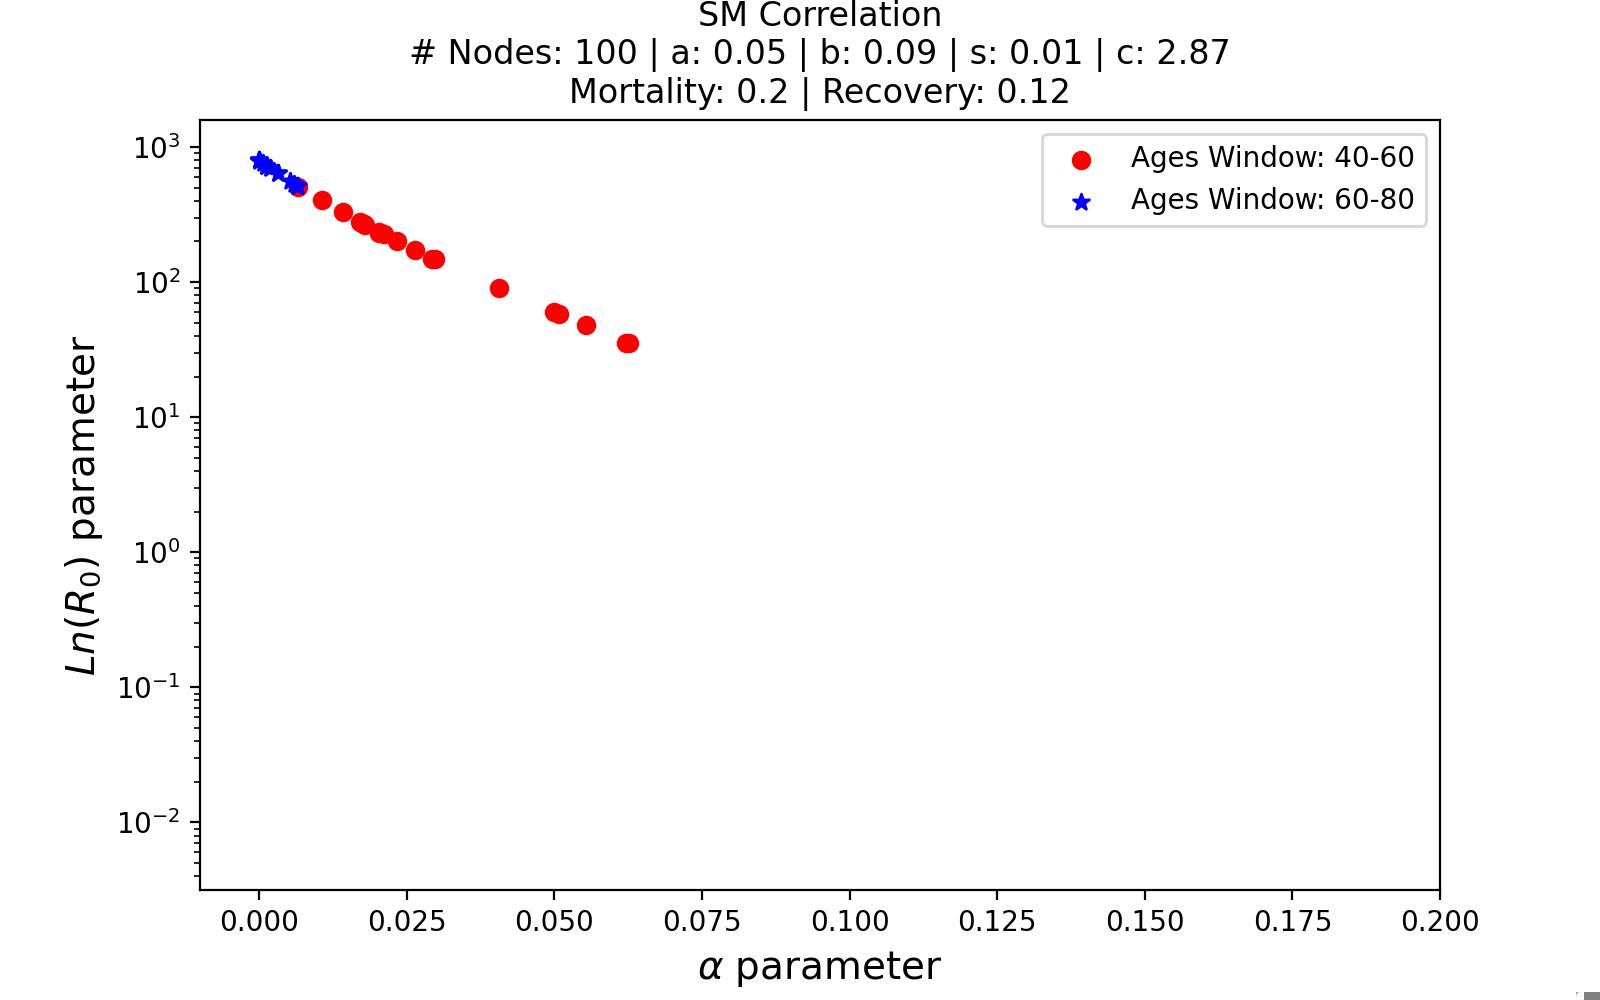 SM Correlation
# Nodes: 100 | a: 0.05 | b: 0.09 | s: 0.01 | c: 2.87
Mortality: 0.2 | Recovery: 0.12
Ages Window: 40-60
Ages Window: 60-80
10³
10²
10¹
10⁰
10⁻¹
10⁻²
Ln(R₀) parameter
0.000 0.025 0.050 0.075 0.100 0.125 0.150 0.175 0.200
α parameter